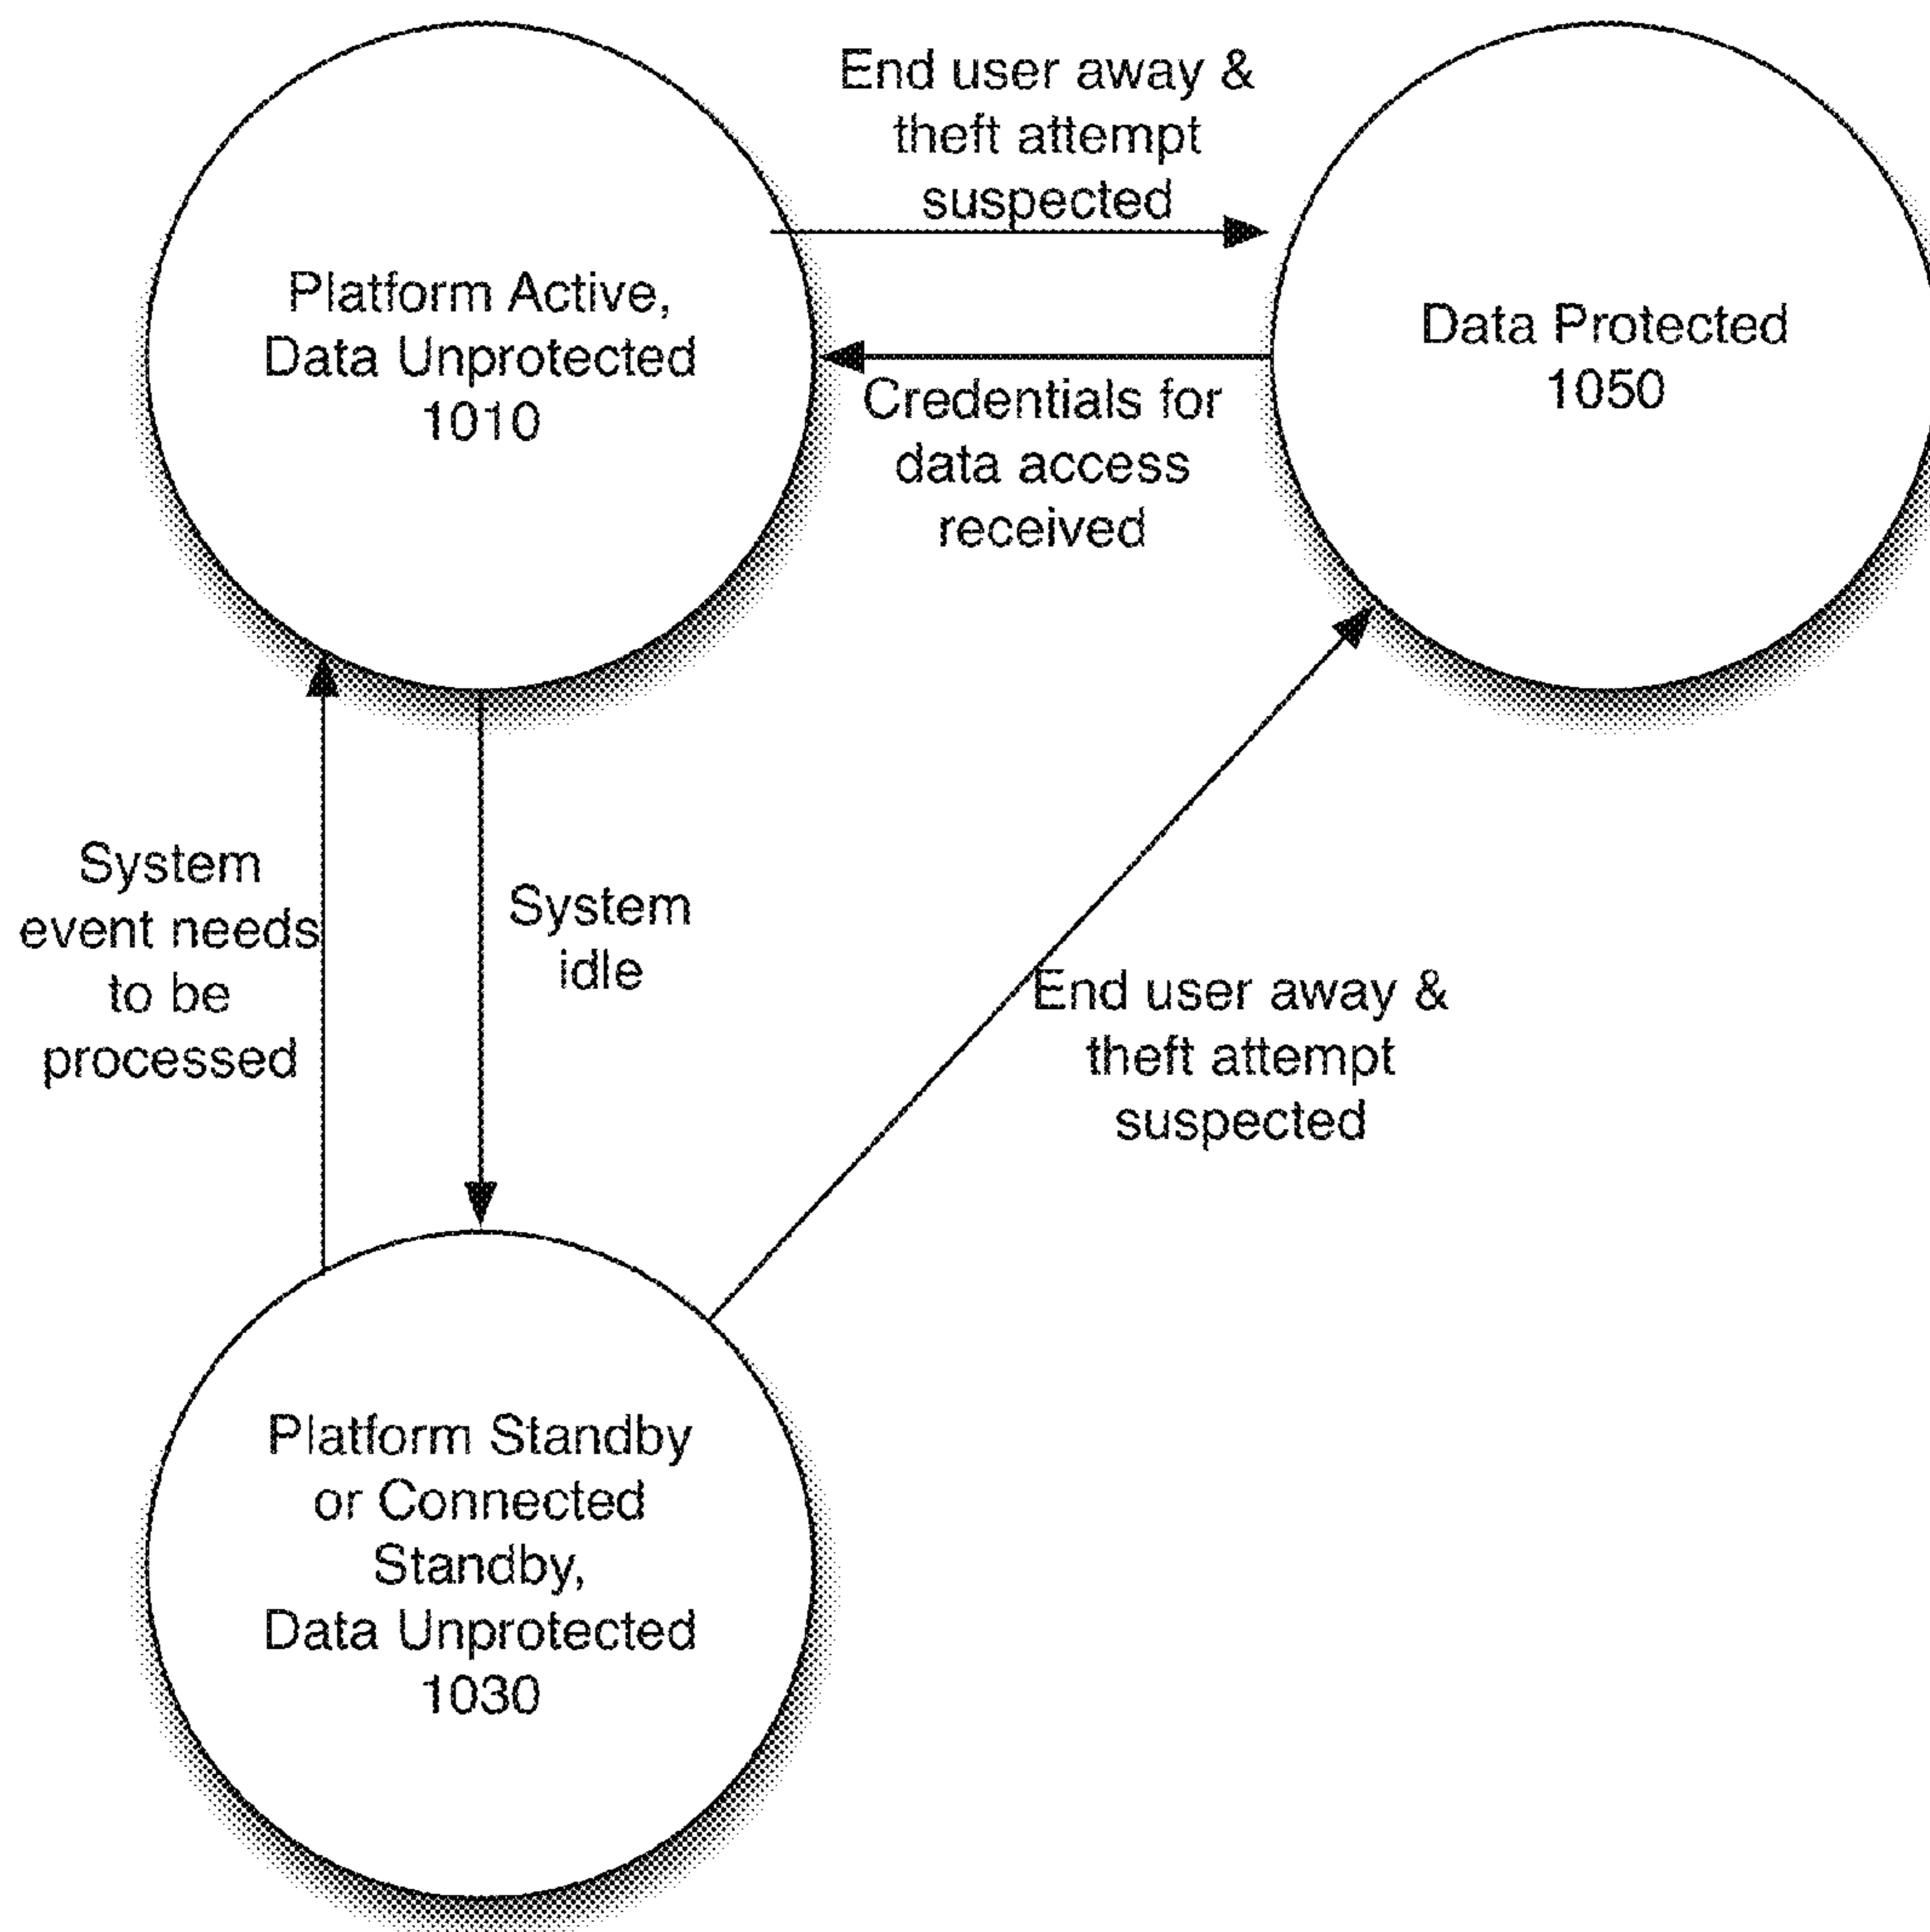 End user away &
theft attempt
suspected
Platform Active,
Data Unprotected
1010
Data Protected
1050
Credentials for
data access
received
System
event needs
to be
processed
System
idle
End user away &
theft attempt
suspected
Platform Standby
or Connected
Standby,
Data Unprotected
1030